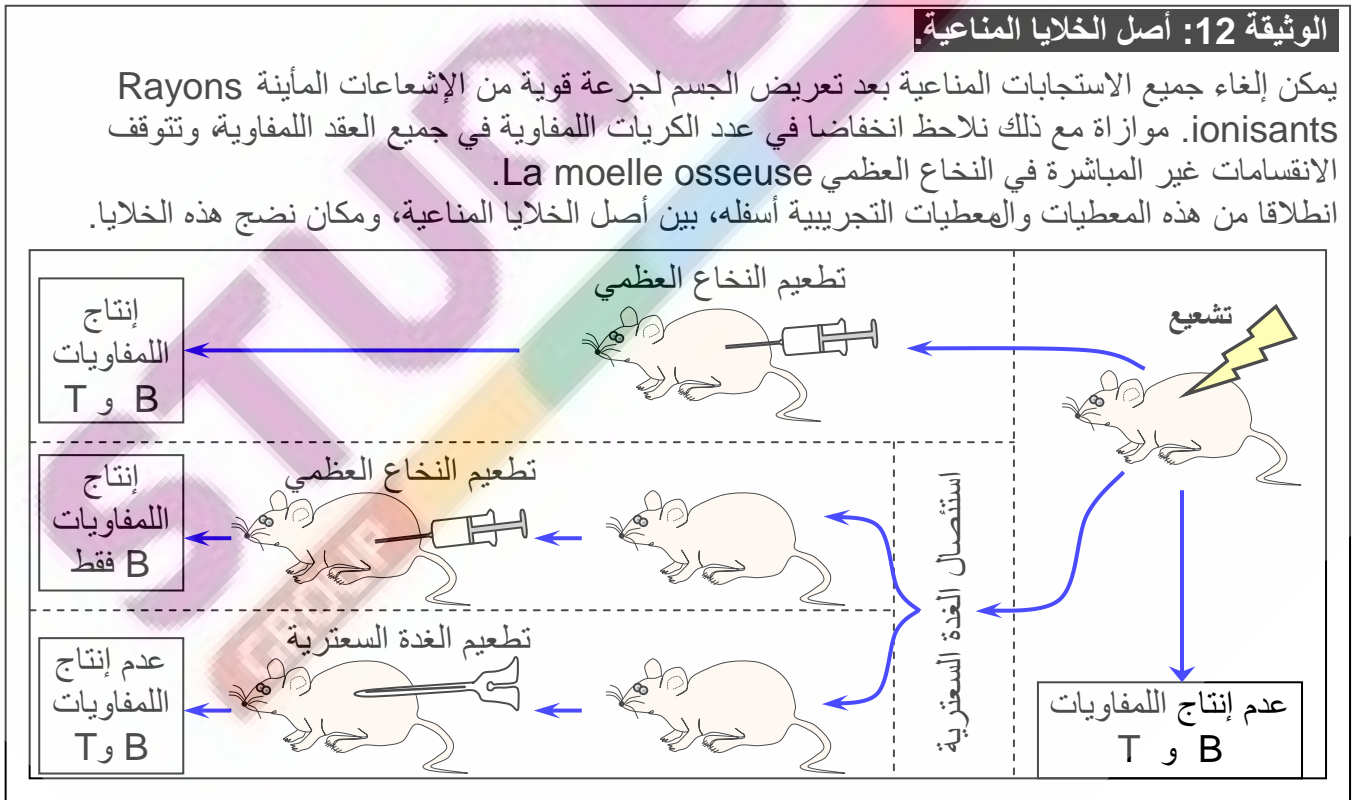 الوثيقة 12: أصل الخلايا المناعية.
يمكن إلغاء جميع الاستجابات المناعية بعد تعريض الجسم لجرعة قوية من الإشعاعات المأينة Rayons
ionisants. موازاة مع ذلك نلاحظ انخفاضا في عدد الكريات اللمفاوية في جميع العقد اللمفاوية، وتتوقف
الانقسامات غير المباشرة في النخاع العظمي La moelle osseuse.
انطلاقا من هذه المعطيات والمعطيات التجريبية أسفله، بين أصل الخلايا المناعية، ومكان نضج هذه الخلايا.
تشعيع
تطعيم النخاع العظمي
إنتاج
اللمفاويات
B و T
استئصال الغدة السعترية
تطعيم النخاع العظمي
إنتاج
اللمفاويات
B فقط
تطعيم الغدة السعترية
عدم إنتاج
اللمفاويات
B وT
عدم إنتاج اللمفاويات
B و T
STUDE
PROF